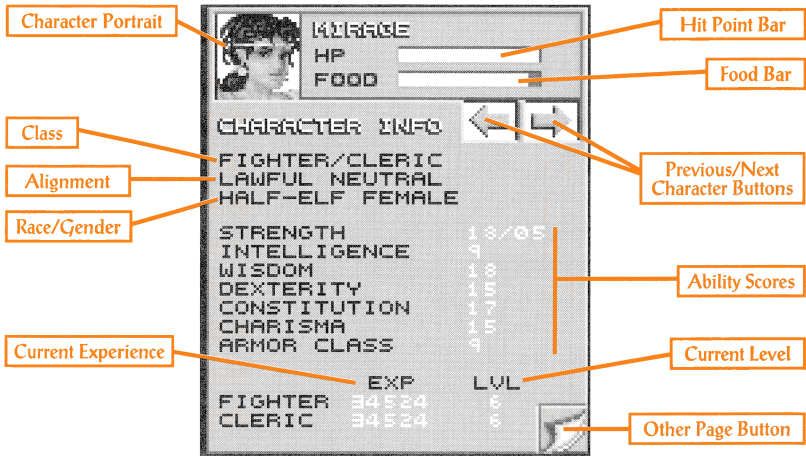 Character Portrait
MIRAGE
Hit Point Bar
HP
FOOD
Food Bar
CHARACTER INFO
Class
FIGHTER/CLERIC
Previous/Next
Character Buttons
Alignment
LAWFUL NEUTRAL
HALF-ELF FEMALE
Race/Gender
STRENGTH 18/05
INTELLIGENCE 9
WISDOM 18
Ability Scores
DEXTERITY 15
CONSTITUTION 17
CHARISMA 15
ARMOR CLASS 9
Current Experience
Current Level
EXP LVL
FIGHTER 34524 6
CLERIC 34524 6
Other Page Button